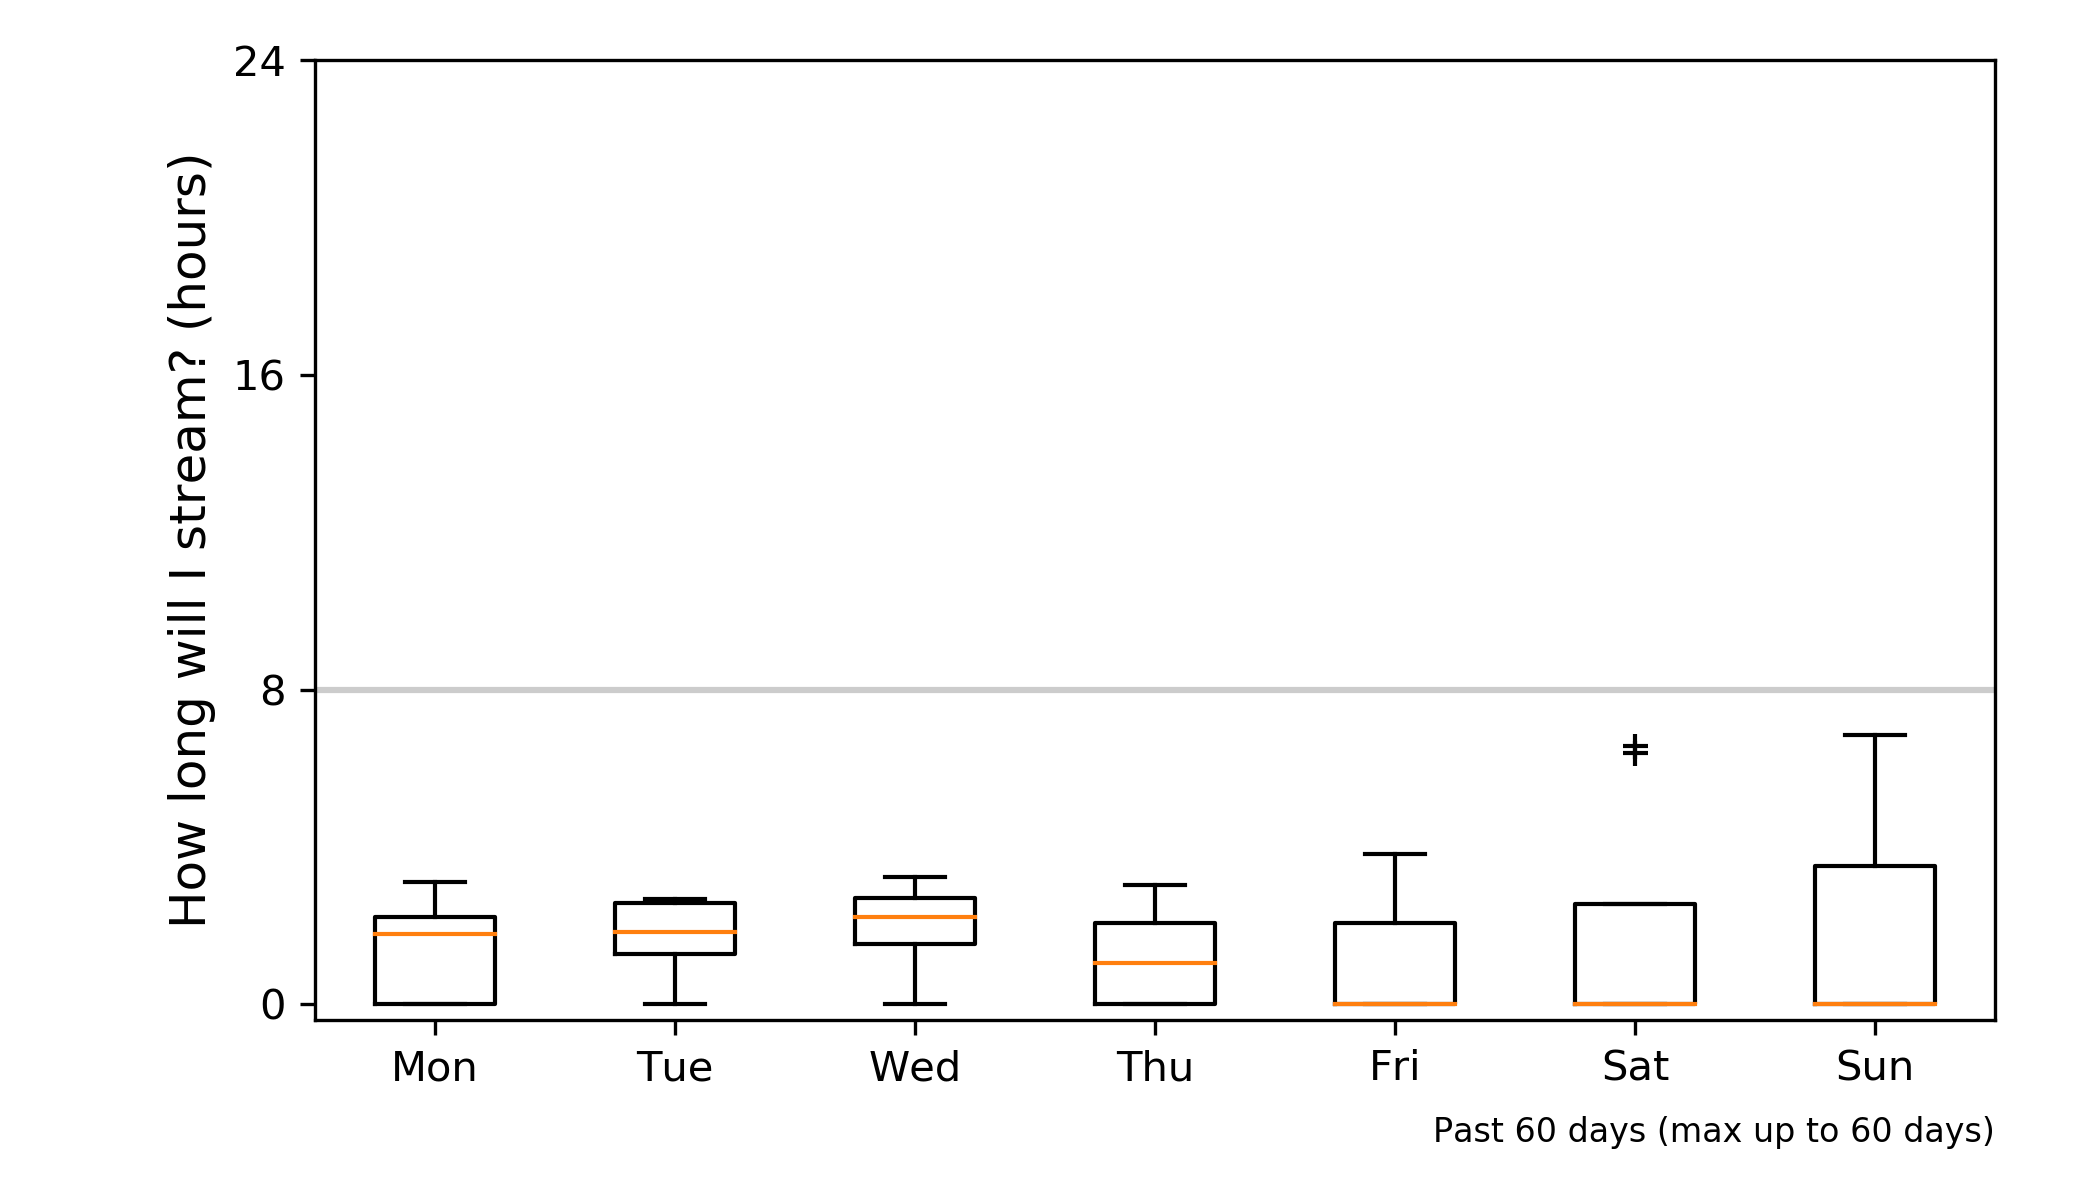 How long will I stream? (hours)
24
16
8
0
Mon Tue Wed Thu Fri Sat Sun
Past 60 days (max up to 60 days)